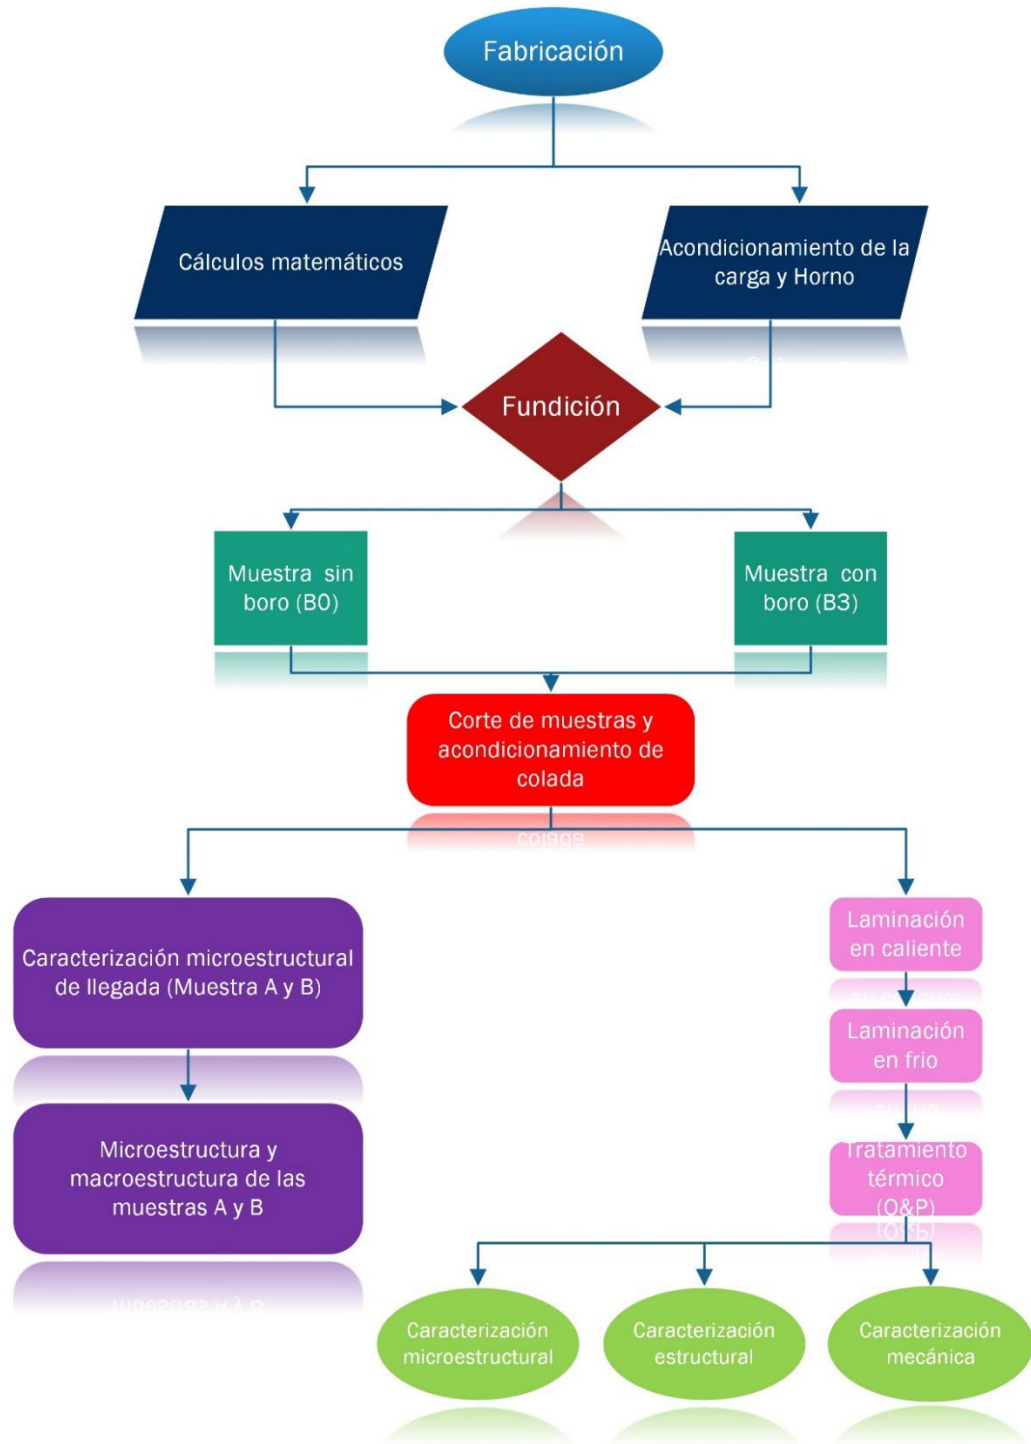 Fabricación
Cálculos matemáticos
Acondicionamiento de la
carga y Horno
Fundición
Muestra sin
boro (B0)
Muestra con
boro (B3)
Corte de muestras y
acondicionamiento de
colada
Caracterización microestructural
de llegada (Muestra A y B)
Laminación
en caliente
Laminación
en frio
Microestructura y
macroestructura de las
muestras A y B
Tratamiento
térmico
(Q&P)
Caracterización
microestructural
Caracterización
estructural
Caracterización
mecánica